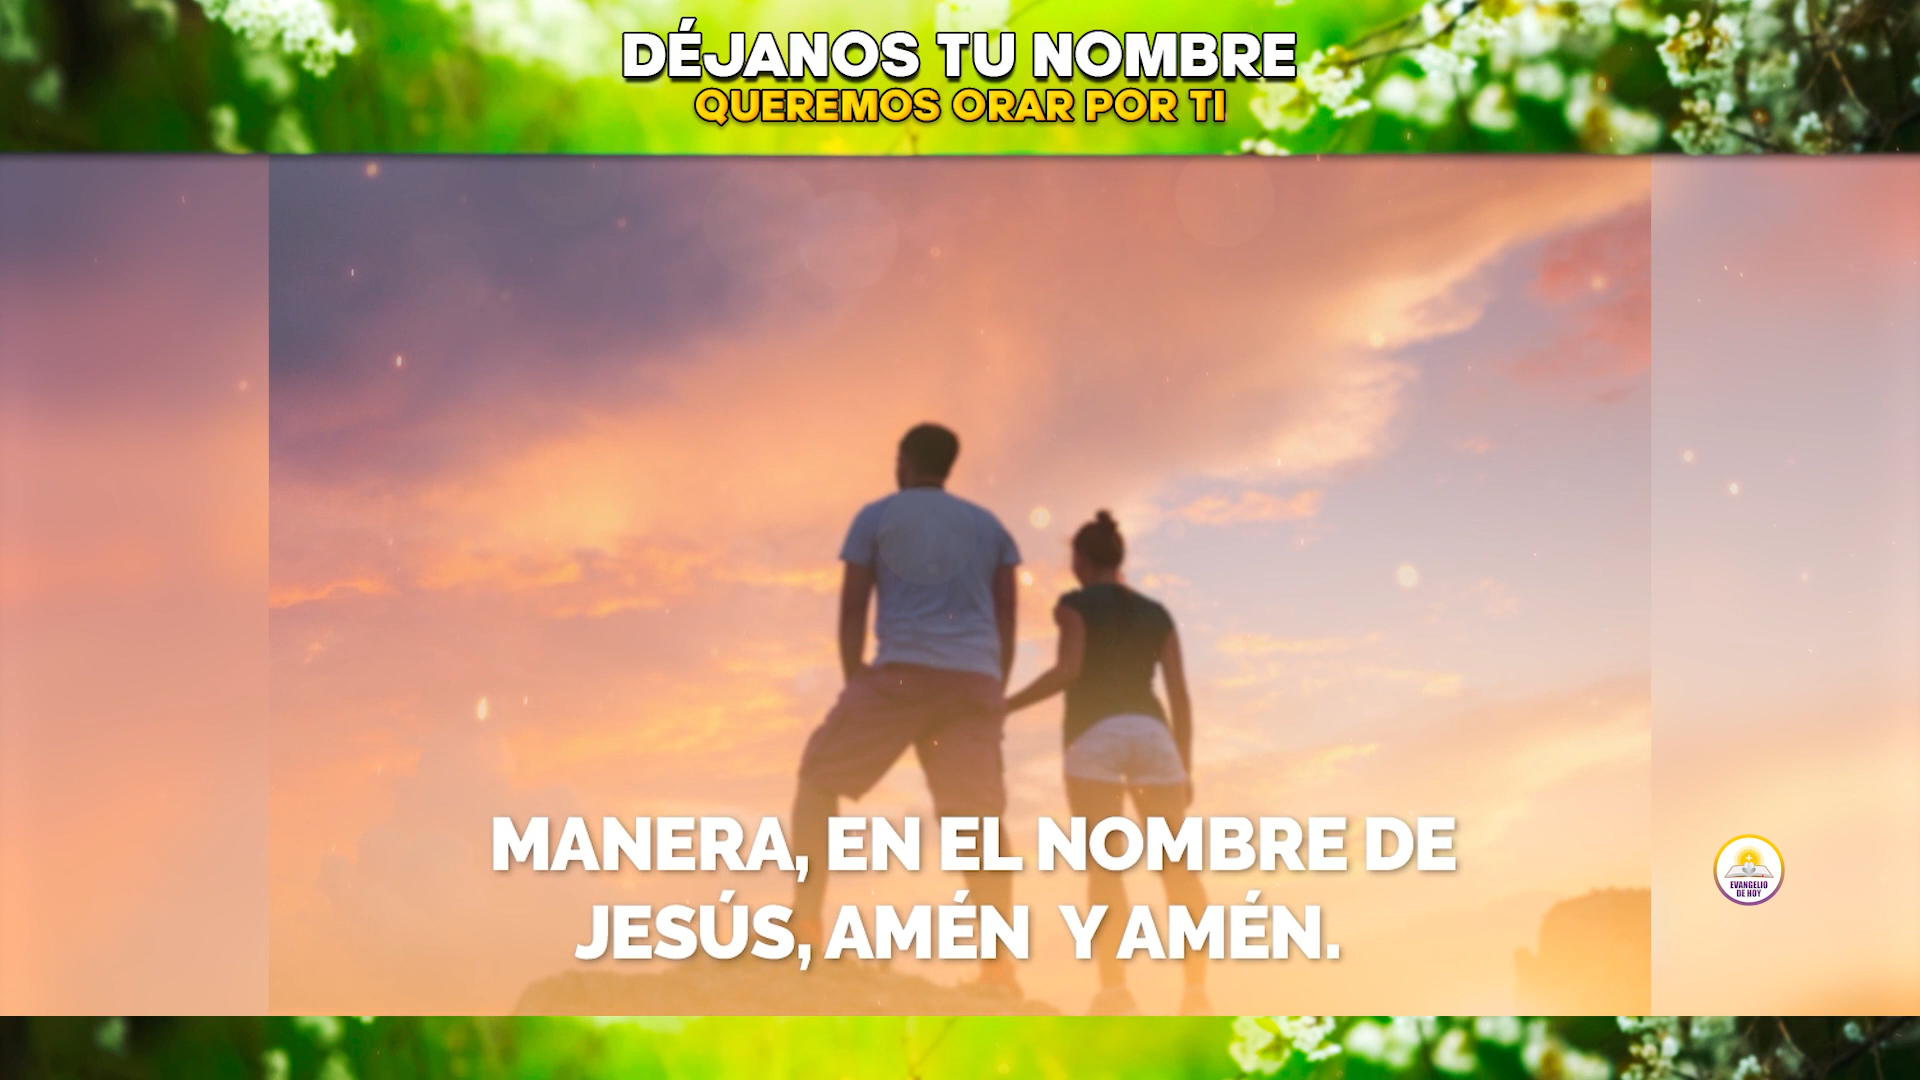 DÉJANOS TU NOMBRE
QUEREMOS ORAR POR TI
MANERA, EN EL NOMBRE DE
JESÚS, AMÉN Y AMÉN.
EVANGELIO
DE HOY